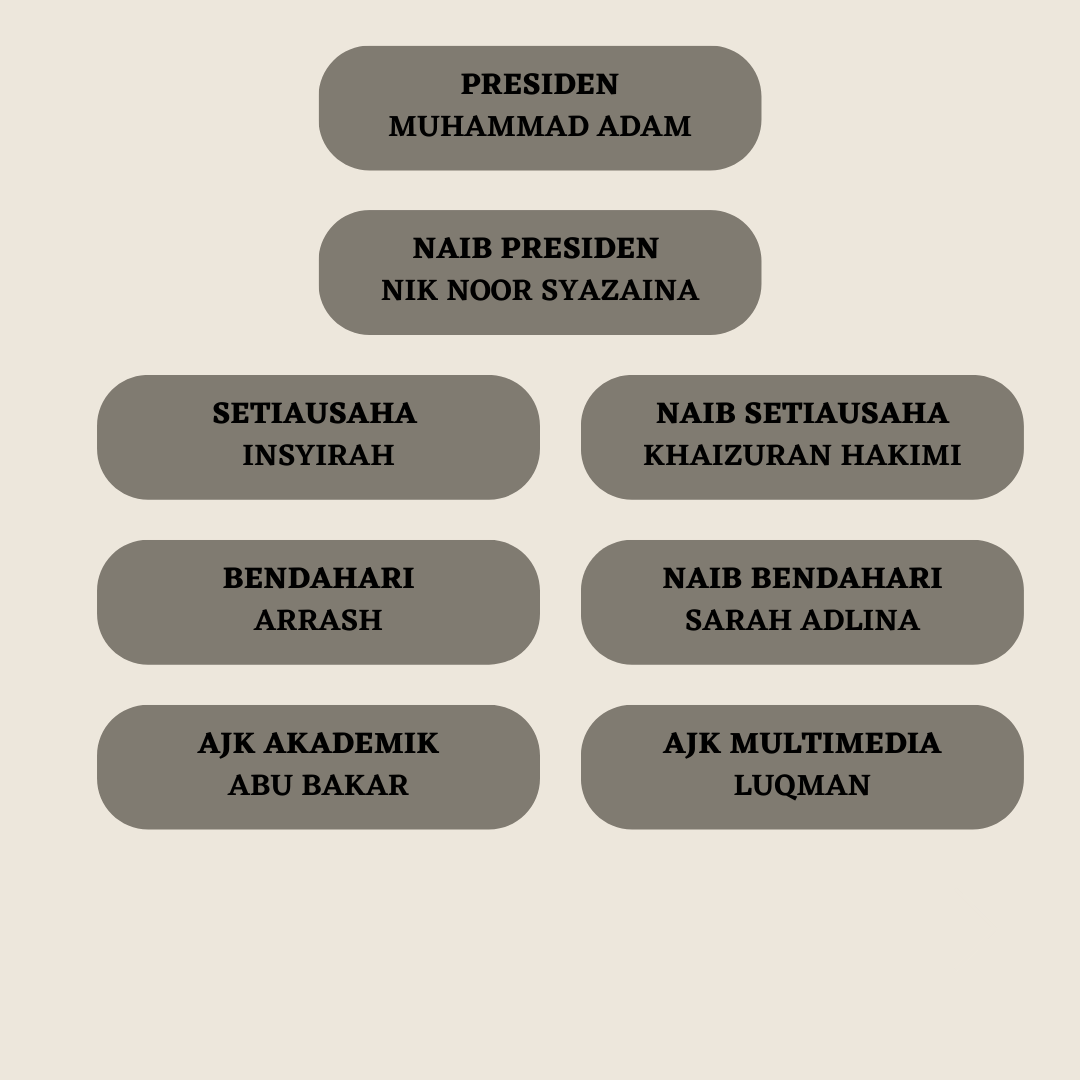 PRESIDEN
MUHAMMAD ADAM
NAIB PRESIDEN
NIK NOOR SYAZAINA
SETIAUSAHA
INSYIRAH
NAIB SETIAUSAHA
KHAIZURAN HAKIMI
BENDAHARI
ARRASH
NAIB BENDAHARI
SARAH ADLINA
AJK AKADEMIK
ABU BAKAR
AJK MULTIMEDIA
LUQMAN